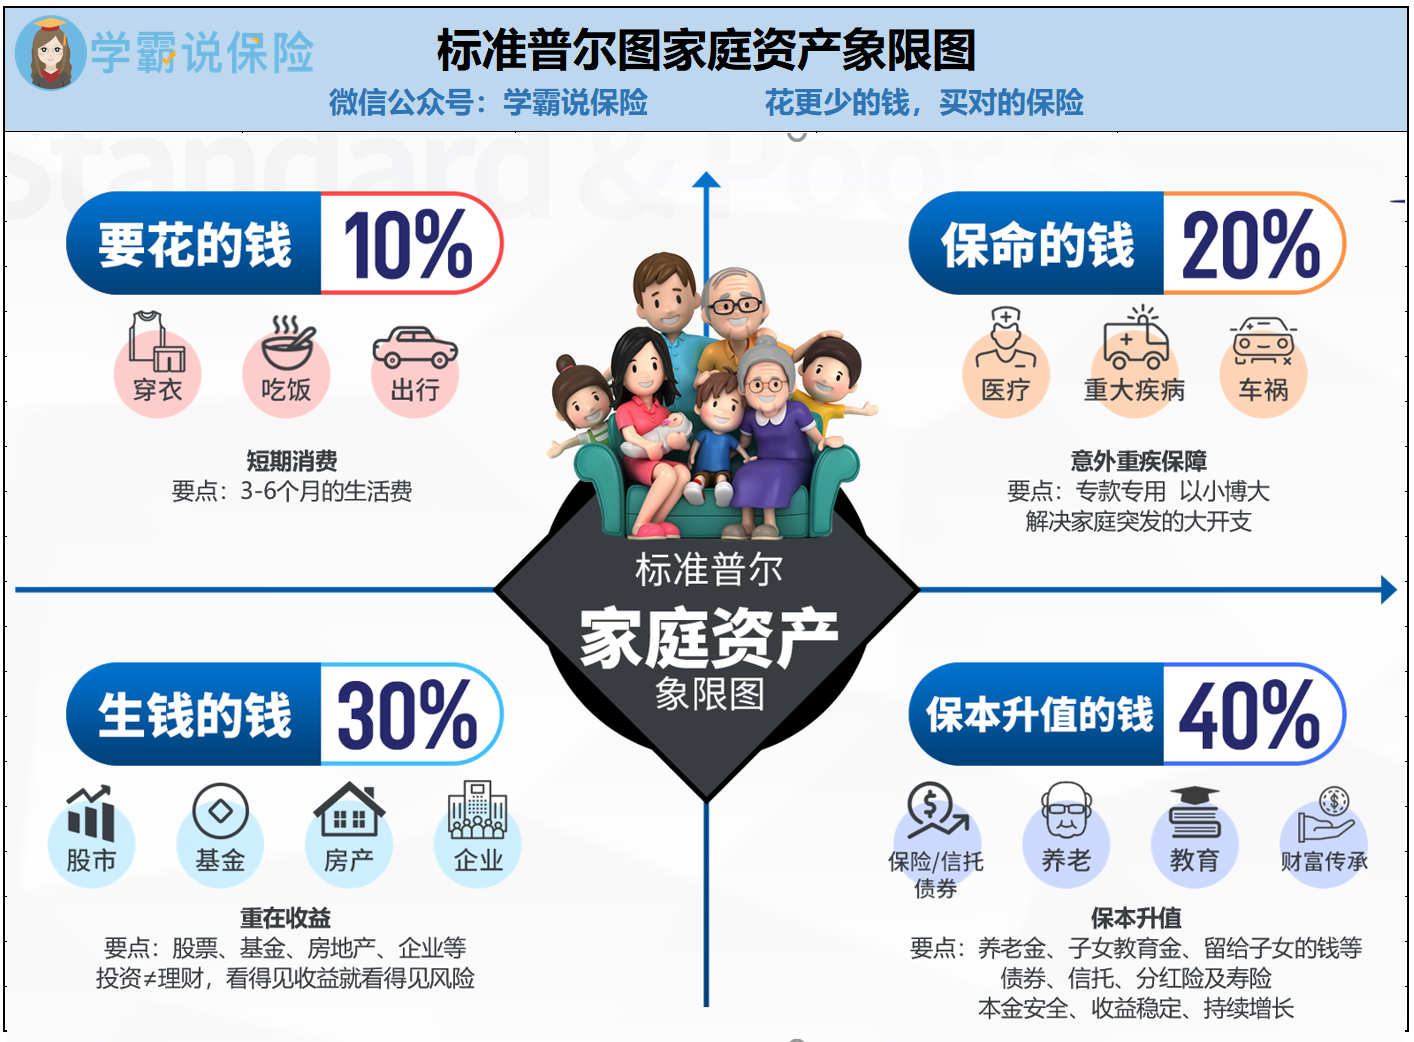 学霸说保险
标准普尔图家庭资产象限图
微信公众号：学霸说保险 花更少的钱，买对的保险
Standard & Poor's
要花的钱 10%
穿衣 吃饭 出行
短期消费
要点：3-6个月的生活费
保命的钱 20%
医疗 重大疾病 车祸
意外重疾保障
要点：专款专用 以小博大
解决家庭突发的大开支
标准普尔
家庭资产
象限图
生钱的钱 30%
股市 基金 房产 企业
重在收益
要点：股票、基金、房地产、企业等
投资≠理财，看得见收益就看得见风险
保本升值的钱 40%
保险/信托 养老 教育 财富传承
债券
保本升值
要点：养老金、子女教育金、留给子女的钱等
债券、信托、分红险及寿险
本金安全、收益稳定、持续增长